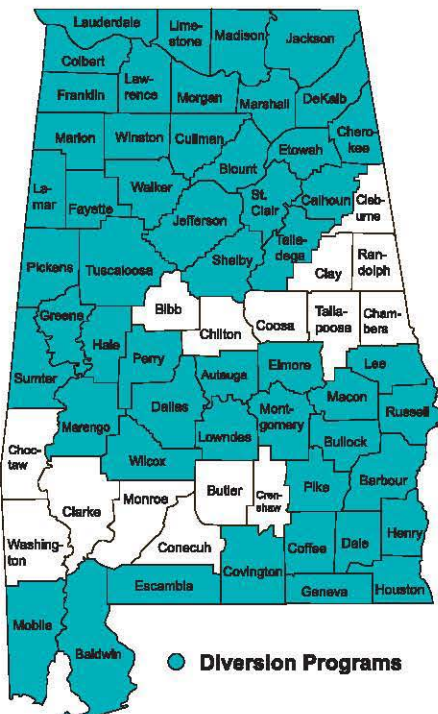 Lauderdale
Lime-
stone
Madison
Jackson
Colbert
Law-
rence
Franklin
Morgan
Marshall
DeKalb
Marion
Winston
Cullman
Chero-
kee
Etowah
Blount
La-
mar
Walker
St.
Clair
Calhoun
Cleb-
urne
Fayette
Jefferson
Talla-
dega
Shelby
Clay
Ran-
dolph
Pickens
Tuscaloosa
Bibb
Chilton
Coosa
Talla-
poosa
Cham-
bers
Greene
Hale
Perry
Autauga
Elmore
Lee
Sumter
Macon
Russell
Dallas
Mont-
gomery
Marengo
Lowndes
Bullock
Choc-
taw
Wilcox
Barbour
Clarke
Monroe
Butler
Cren-
shaw
Pike
Washing-
ton
Conecuh
Coffee
Dale
Henry
Covington
Escambia
Geneva
Houston
Mobile
Baldwin
Diversion Programs